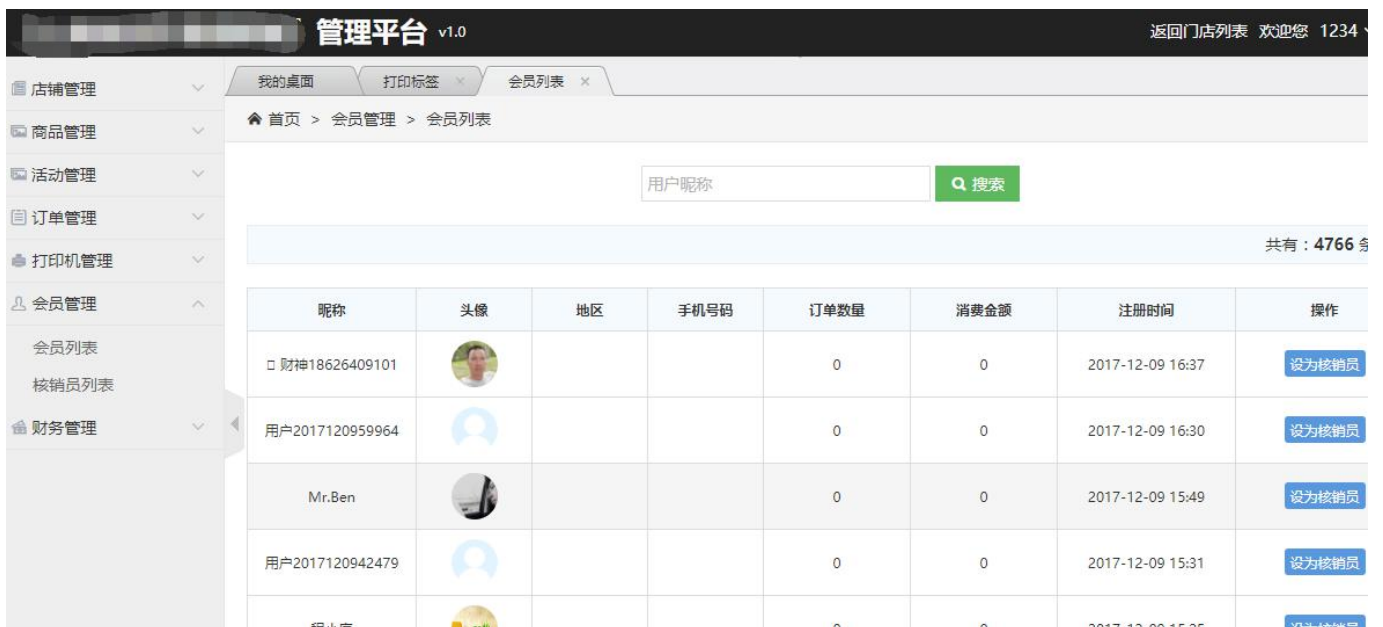 管理平台 v1.0 返回门店列表 欢迎您 1234
店铺管理
商品管理
活动管理
订单管理
打印机管理
会员管理
会员列表
核销员列表
财务管理
我的桌面 打印标签 会员列表
首页 > 会员管理 > 会员列表
用户昵称 搜索
共有：4766 条
昵称 头像 地区 手机号码 订单数量 消费金额 注册时间 操作
财神18626409101 0 0 2017-12-09 16:37 设为核销员
用户2017120959964 0 0 2017-12-09 16:30 设为核销员
Mr.Ben 0 0 2017-12-09 15:49 设为核销员
用户2017120942479 0 0 2017-12-09 15:31 设为核销员